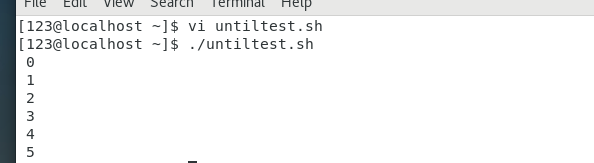 File Edit View Search Terminal Help
[123@localhost ~]$ vi untiltest.sh
[123@localhost ~]$ ./untiltest.sh
0
1
2
3
4
5